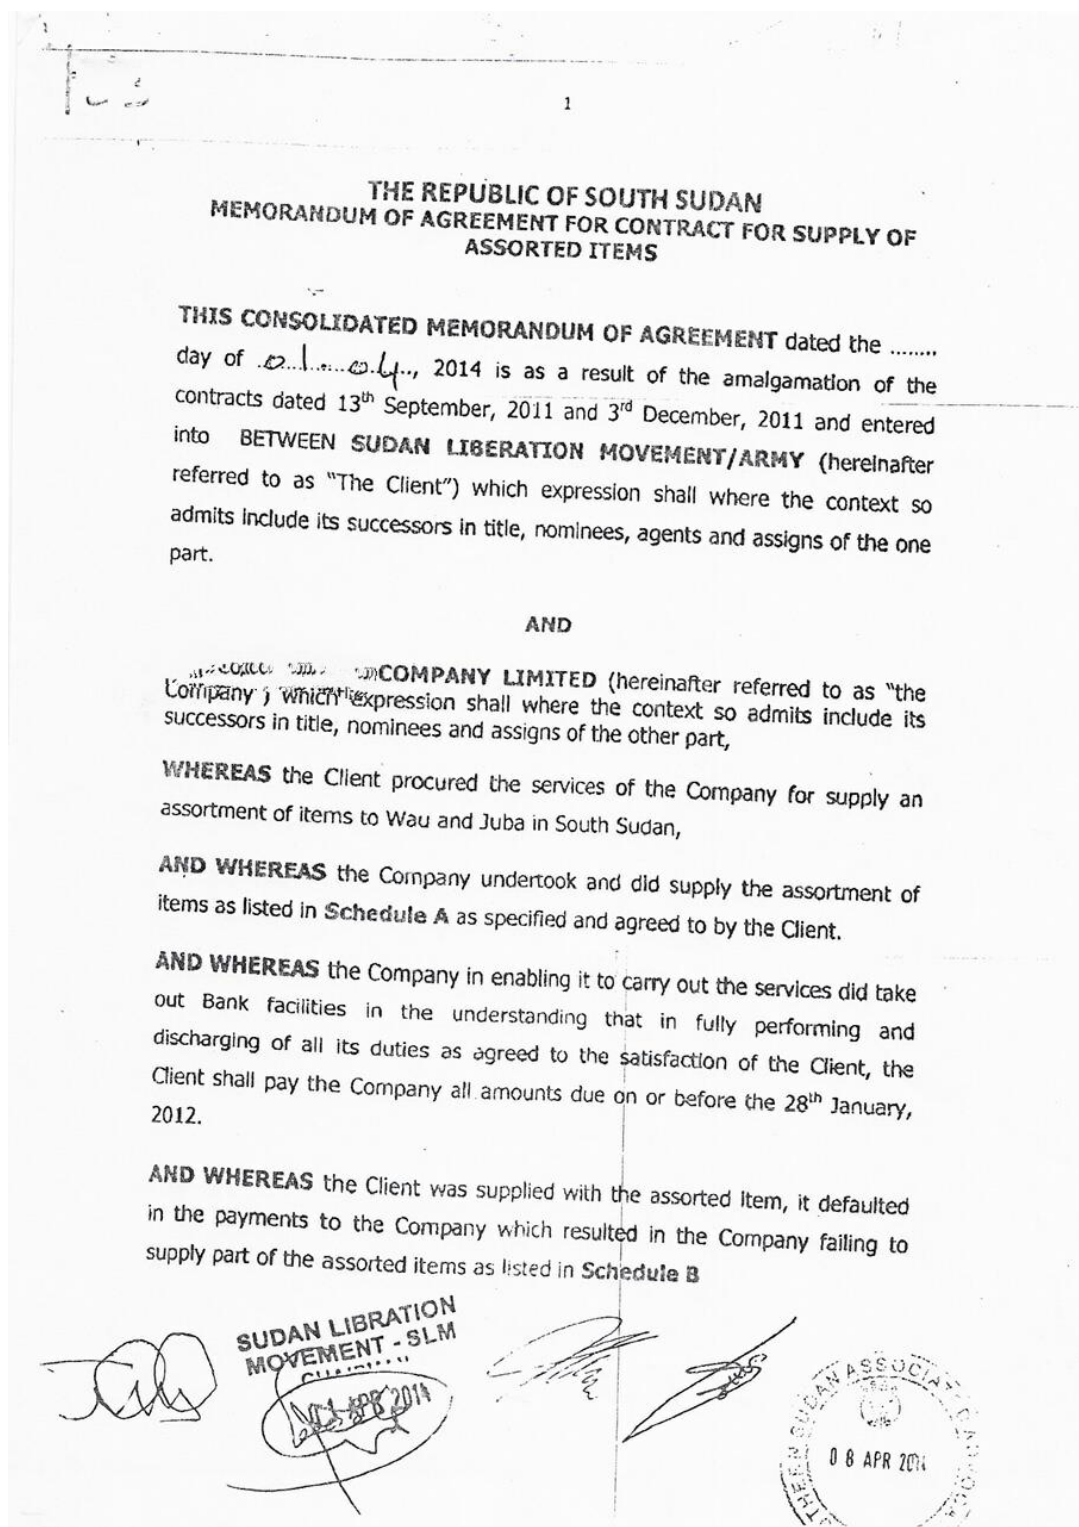 1
THE REPUBLIC OF SOUTH SUDAN
MEMORANDUM OF AGREEMENT FOR CONTRACT FOR SUPPLY OF
ASSORTED ITEMS
THIS CONSOLIDATED MEMORANDUM OF AGREEMENT dated the ........
day of 01.04.., 2014 is as a result of the amalgamation of the
contracts dated 13th September, 2011 and 3rd December, 2011 and entered
into BETWEEN SUDAN LIBERATION MOVEMENT/ARMY (hereinafter
referred to as "The Client") which expression shall where the context so
admits include its successors in title, nominees, agents and assigns of the one
part.
AND
COMPANY LIMITED (hereinafter referred to as "the
Company") which expression shall where the context so admits include its
successors in title, nominees and assigns of the other part,
WHEREAS the Client procured the services of the Company for supply an
assortment of items to Wau and Juba in South Sudan,
AND WHEREAS the Company undertook and did supply the assortment of
items as listed in Schedule A as specified and agreed to by the Client.
AND WHEREAS the Company in enabling it to carry out the services did take
out Bank facilities in the understanding that in fully performing and
discharging of all its duties as agreed to the satisfaction of the Client, the
Client shall pay the Company all amounts due on or before the 28th January,
2012.
AND WHEREAS the Client was supplied with the assorted Item, it defaulted
in the payments to the Company which resulted in the Company failing to
supply part of the assorted items as listed in Schedule B
SUDAN LIBRATION
MOVEMENT - SLM
APR 2014
SUDAN ASSOCIAT
08 APR 2014